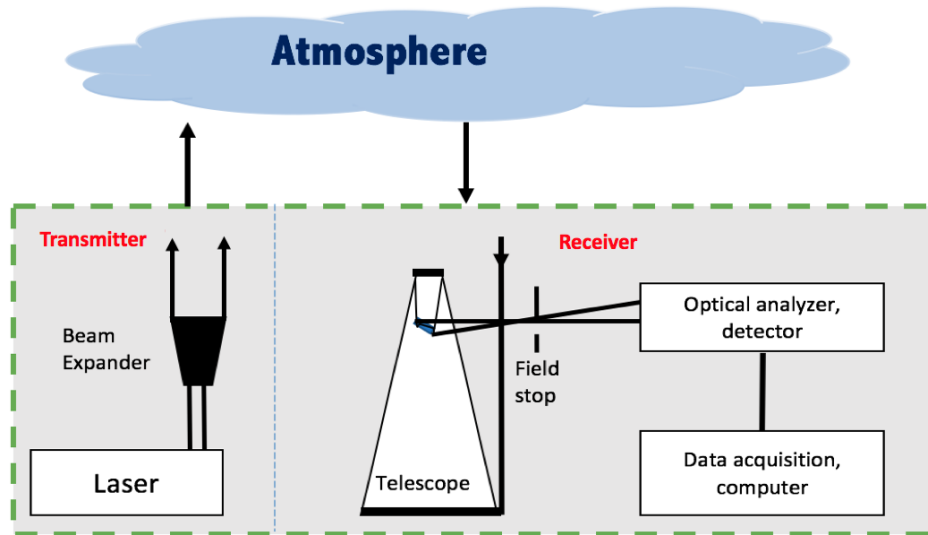 Atmosphere
Transmitter
Receiver
Beam
Expander
Optical analyzer,
detector
Field
stop
Laser
Telescope
Data acquisition,
computer